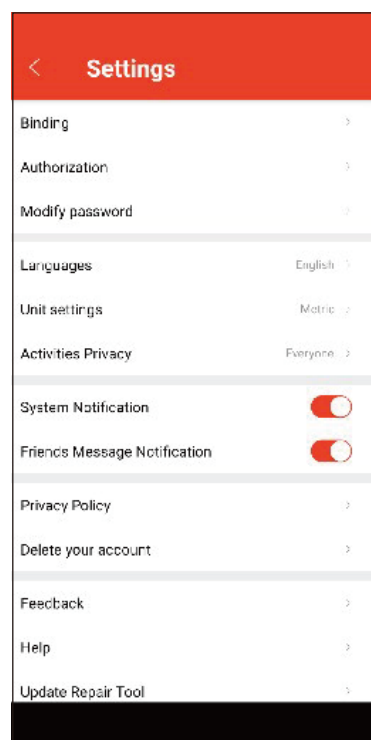 Settings
Binding
Authorization
Modify password
Languages English
Unit settings Metric
Activities Privacy Everyone
System Notification
Friends Message Notification
Privacy Policy
Delete your account
Feedback
Help
Update Repair Tool